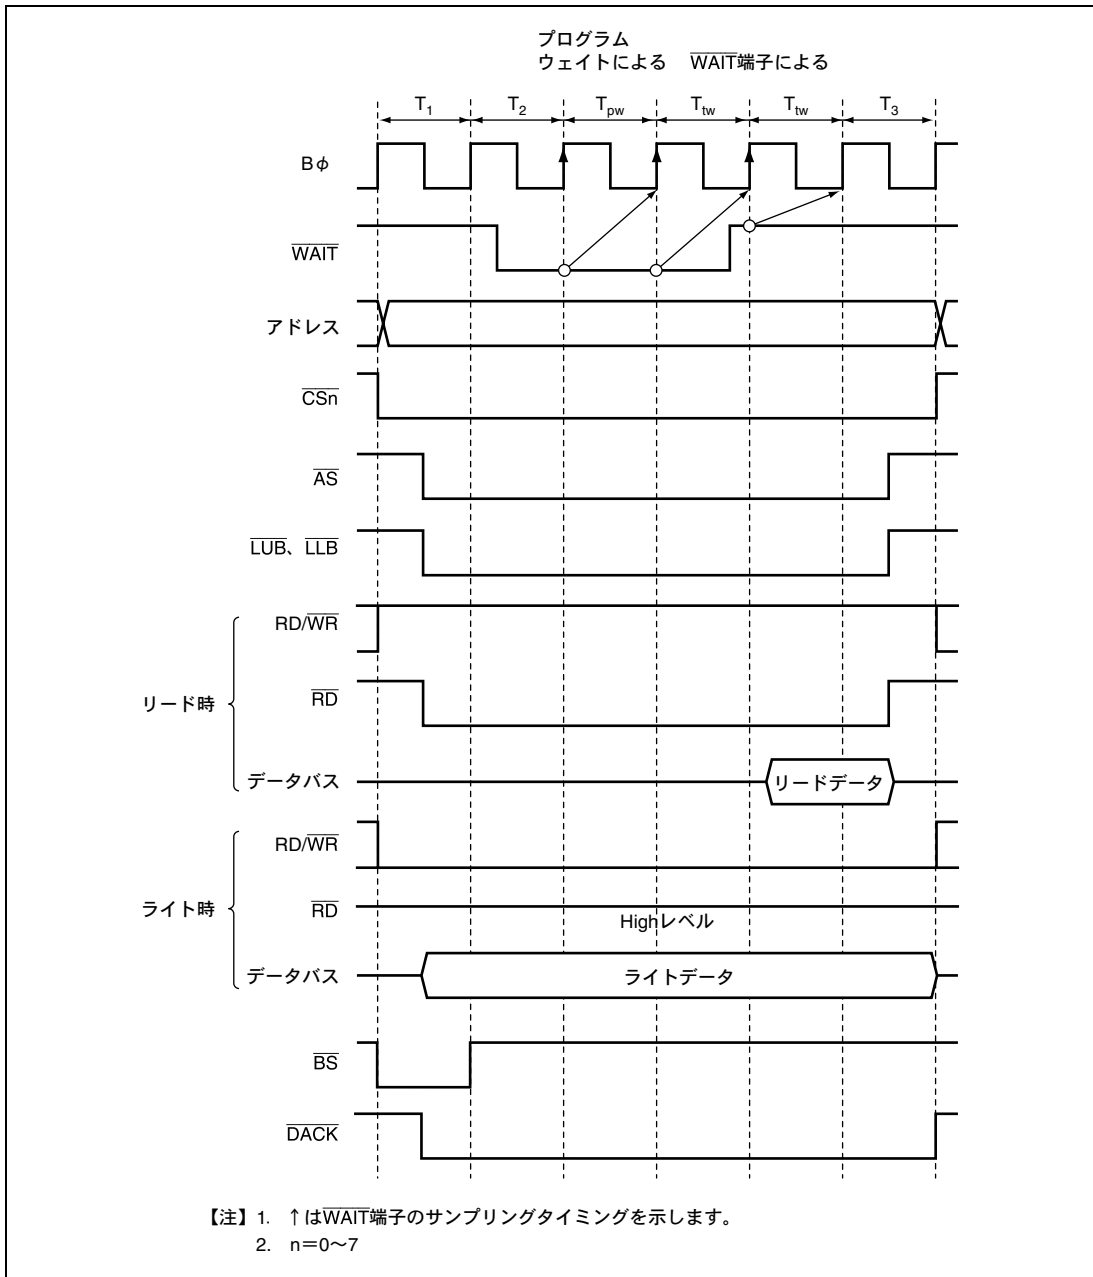 プログラム
ウェイトによる WAIT端子による
T1 T2 Tpw Ttw Ttw T3
Bφ
WAIT
アドレス
CSn
AS
LUB、LLB
リード時
RD/WR
RD
データバス
リードデータ
ライト時
RD/WR
RD
Highレベル
データバス
ライトデータ
BS
DACK
【注】1. ↑はWAIT端子のサンプリングタイミングを示します。
2. n=0~7